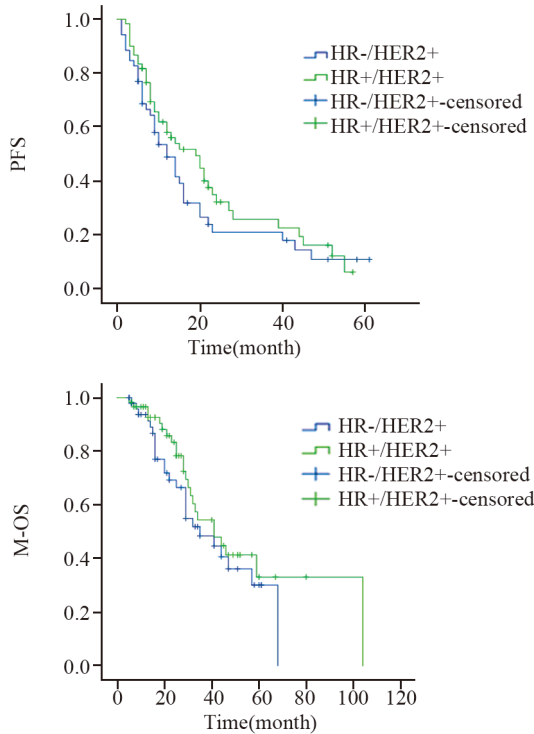 1.0
0.8
0.6
0.4
0.2
0.0
PFS
HR-/HER2+
HR+/HER2+
HR-/HER2+-censored
HR+/HER2+-censored
0 20 40 60
Time(month)
1.0
0.8
0.6
0.4
0.2
0.0
M-OS
HR-/HER2+
HR+/HER2+
HR-/HER2+-censored
HR+/HER2+-censored
0 20 40 60 80 100 120
Time(month)